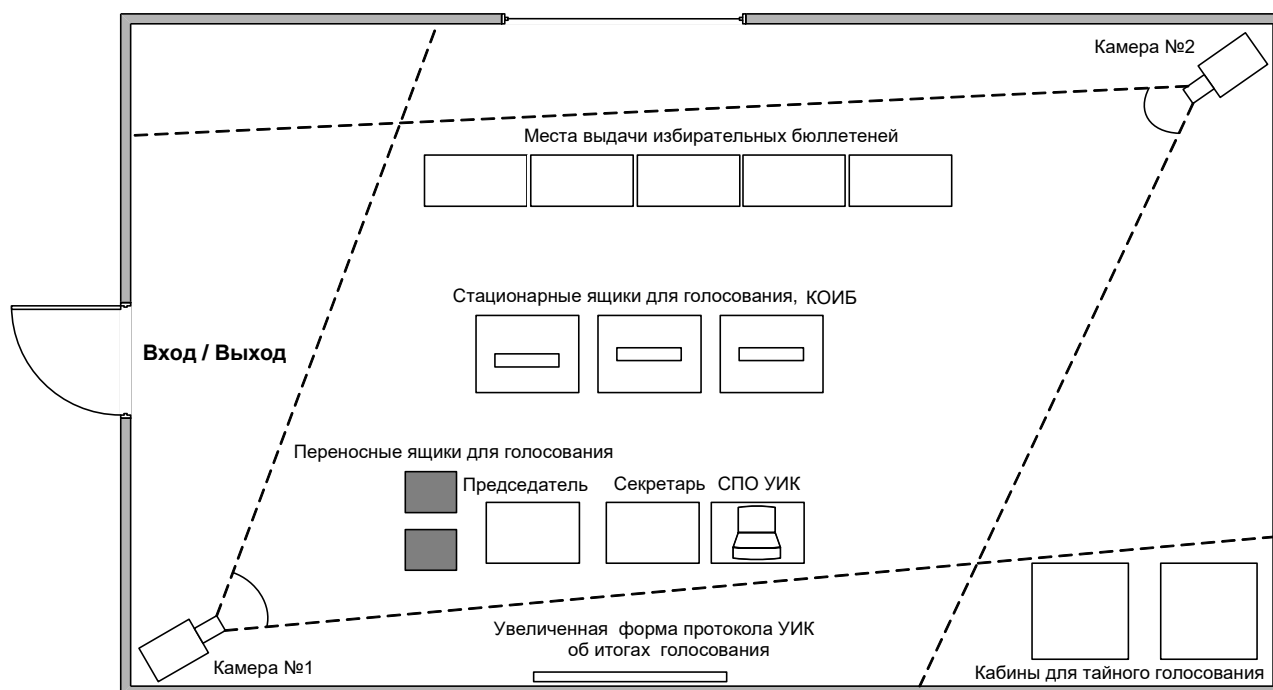 Камера №2
Места выдачи избирательных бюллетеней
Стационарные ящики для голосования, КОИБ
Вход / Выход
Переносные ящики для голосования
Председатель
Секретарь
СПО УИК
Увеличенная форма протокола УИК
об итогах голосования
Камера №1
Кабины для тайного голосования